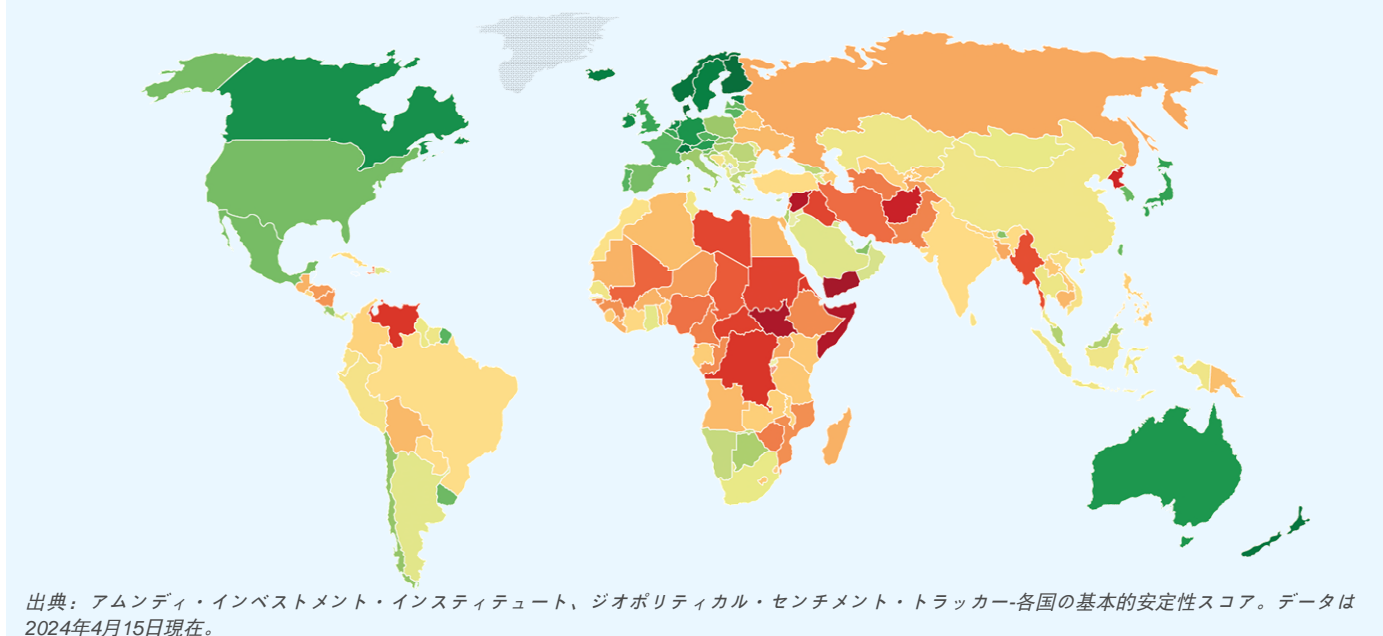 出典：アムンディ・インベストメント・インスティテュート、ジオポリティカル・センチメント・トラッカー-各国の基本的安定性スコア。データは
2024年4月15日現在。